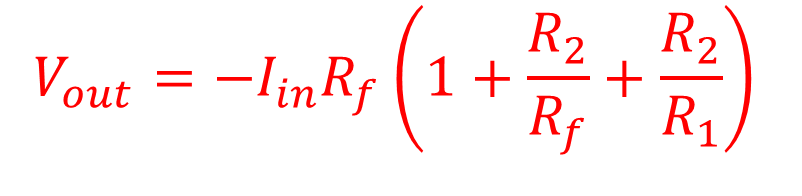 V_out = −I_in R_f (1 + R_2/R_f + R_2/R_1)